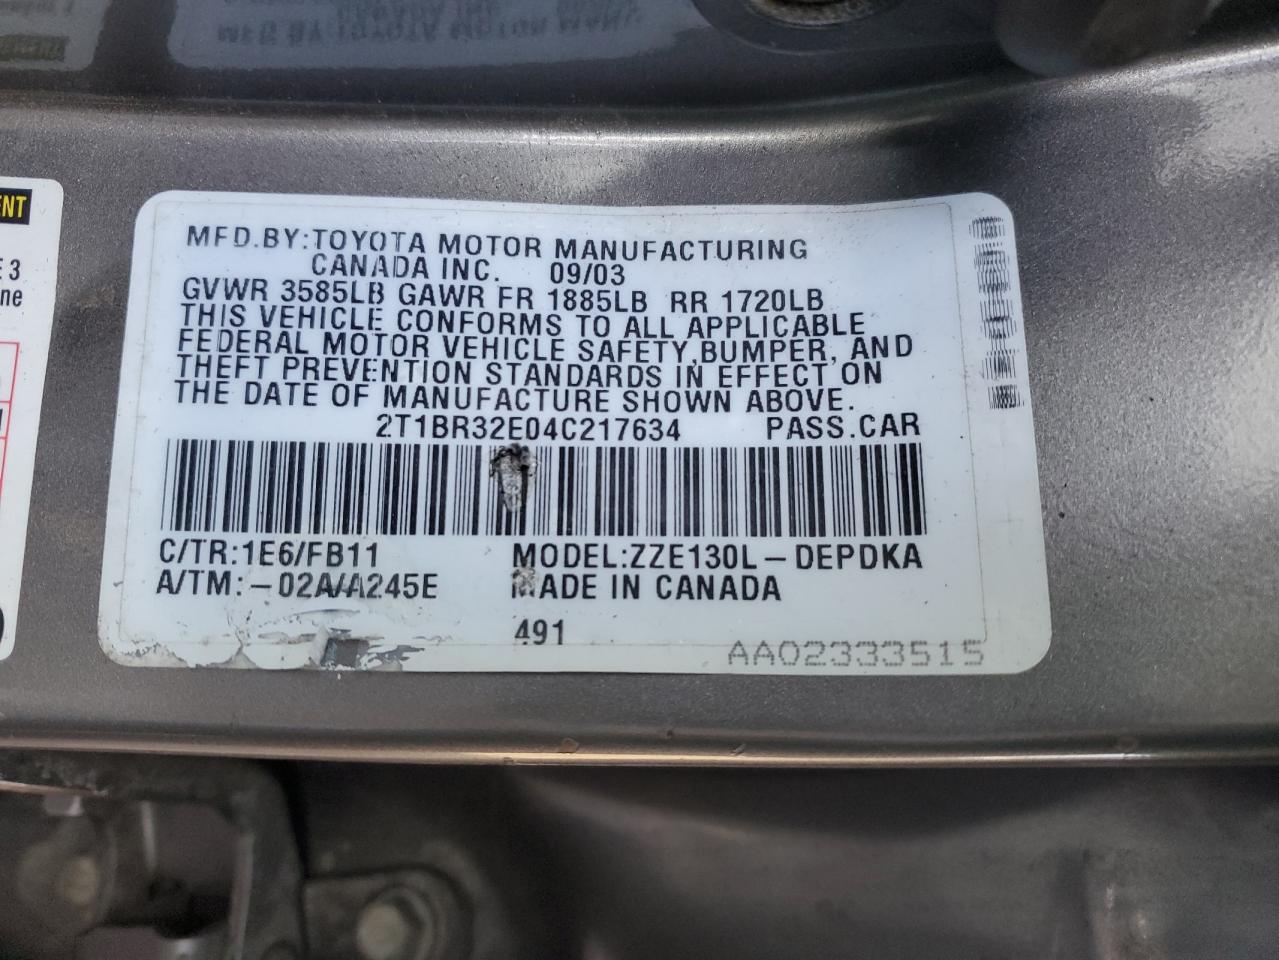 ENT
E 3
ne
MFD.BY:TOYOTA MOTOR MANUFACTURING
CANADA INC. 09/03
GVWR 3585LB GAWR FR 1885LB RR 1720LB
THIS VEHICLE CONFORMS TO ALL APPLICABLE
FEDERAL MOTOR VEHICLE SAFETY,BUMPER, AND
THEFT PREVENTION STANDARDS IN EFFECT ON
THE DATE OF MANUFACTURE SHOWN ABOVE.
2T1BR32E04C217634 PASS.CAR
C/TR:1E6/FB11 MODEL:ZZE130L-DEPDKA
A/TM:-02A/A245E MADE IN CANADA
491
AA02333515